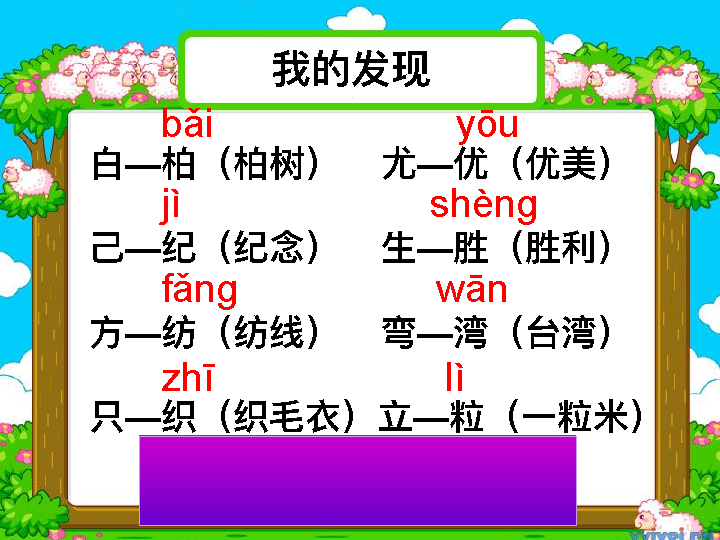 我的发现
bǎi yōu
白—柏（柏树） 尤—优（优美）
jì shèng
己—纪（纪念） 生—胜（胜利）
fǎng wān
方—纺（纺线） 弯—湾（台湾）
zhī lì
只—织（织毛衣） 立—粒（一粒米）